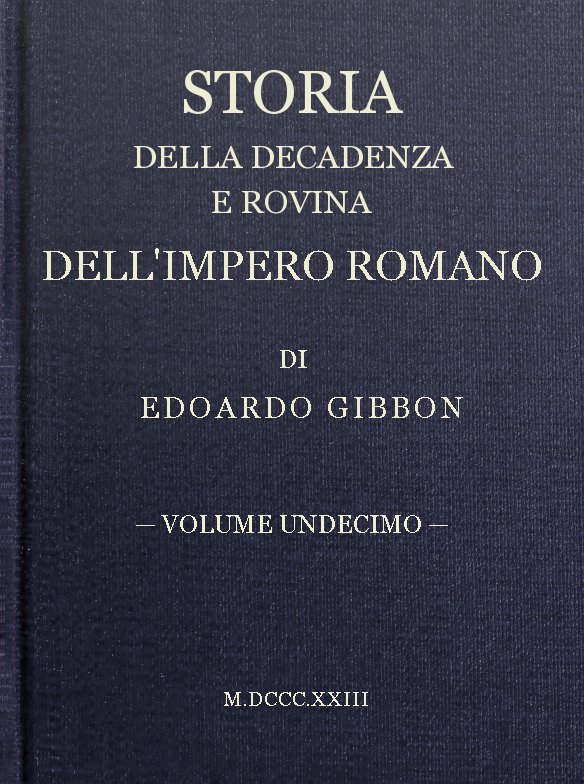 STORIA
DELLA DECADENZA
E ROVINA
DELL'IMPERO ROMANO
DI
EDOARDO GIBBON
— VOLUME UNDECIMO —
M.DCCC.XXIII